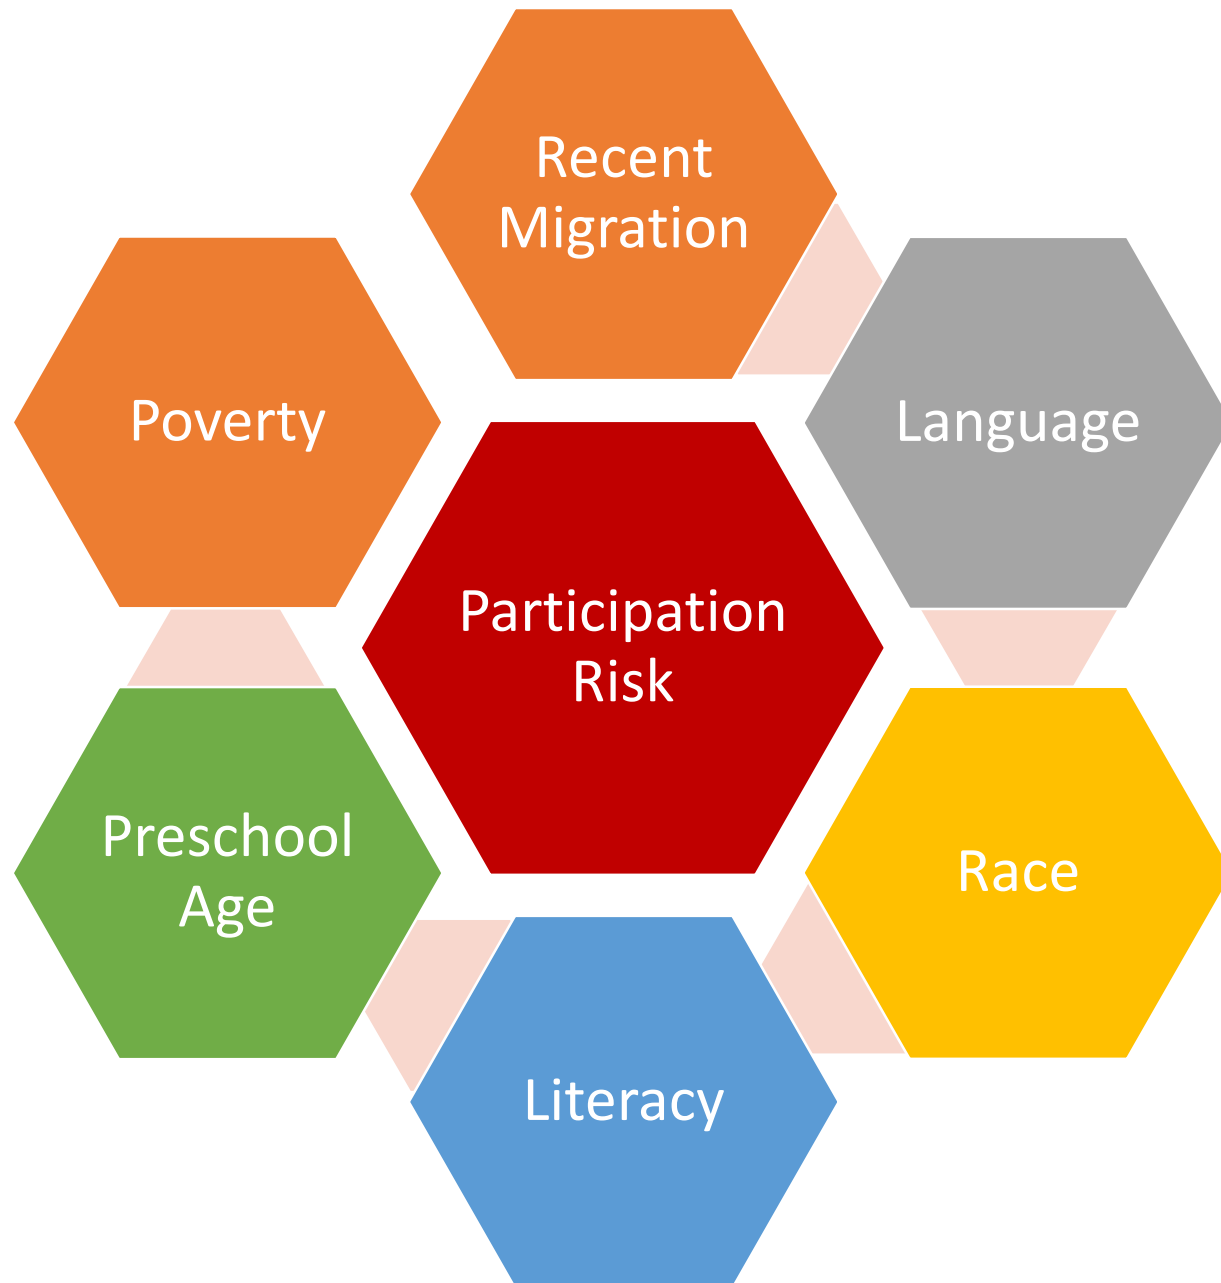 Recent
Migration
Poverty
Language
Participation
Risk
Preschool
Age
Race
Literacy